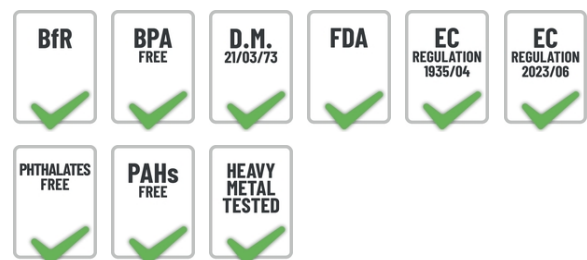 BfR
BPA
FREE
D.M.
21/03/73
FDA
EC
REGULATION
1935/04
EC
REGULATION
2023/06
PHTHALATES
FREE
PAHs
FREE
HEAVY
METAL
TESTED